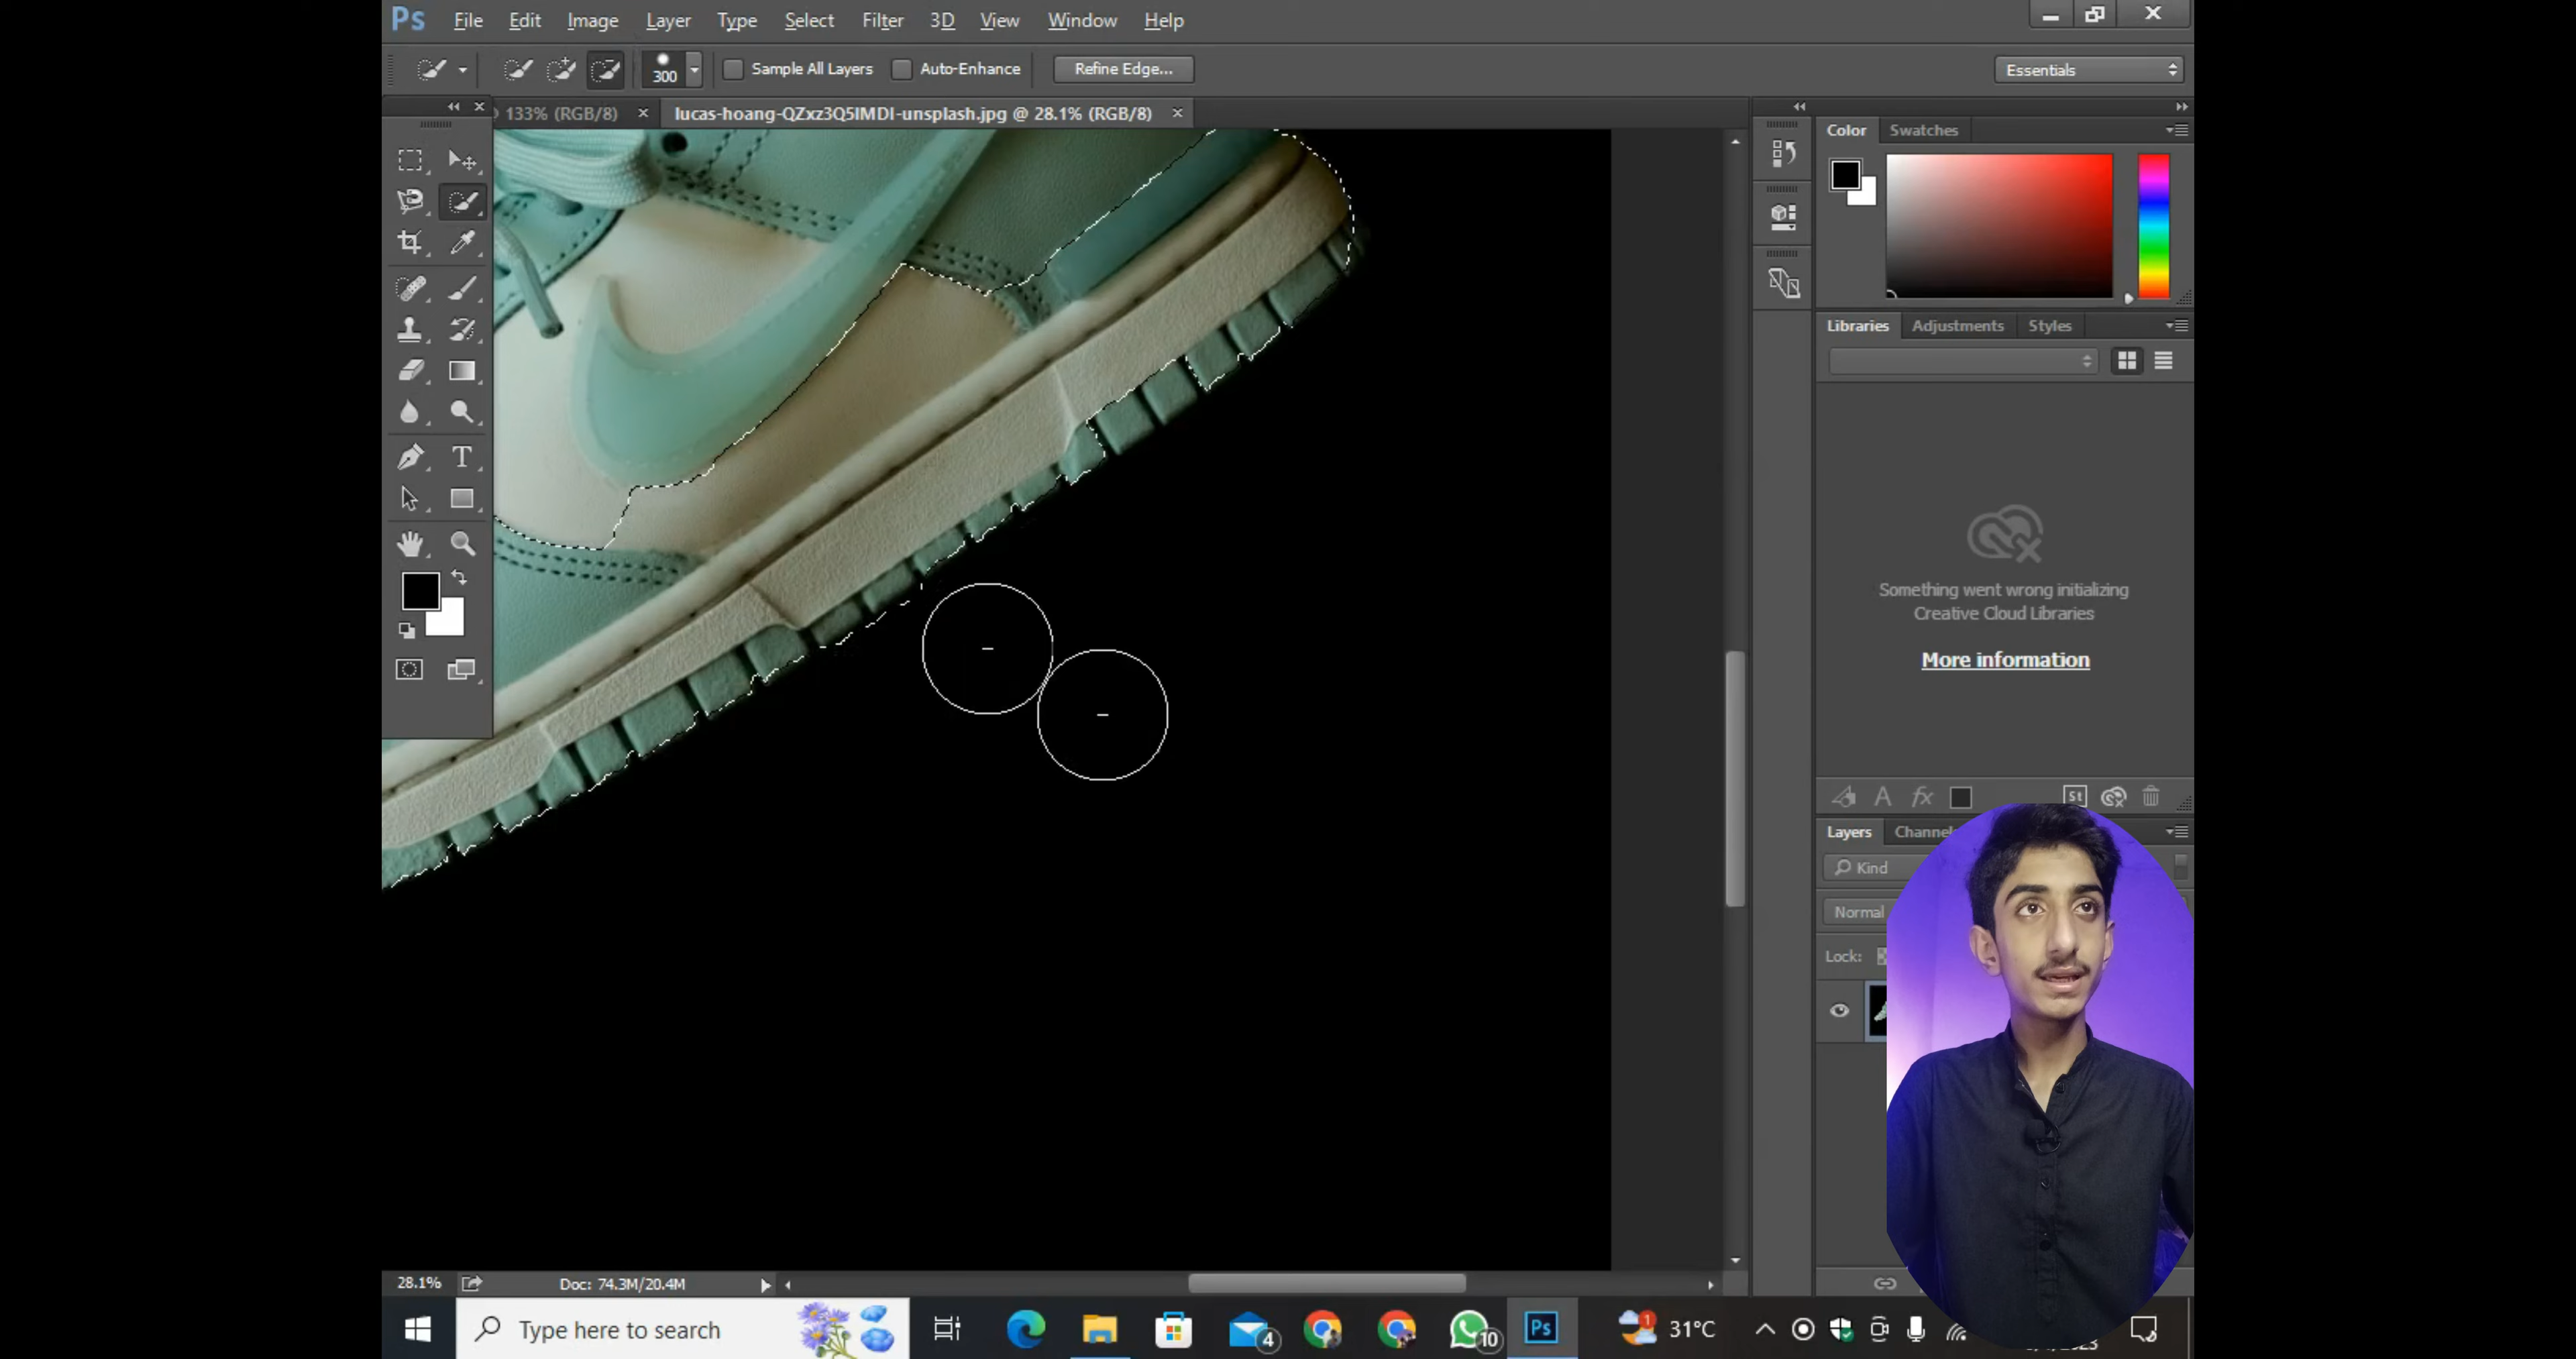 Ps File Edit Image Layer Type Select Filter 3D View Window Help
300 Sample All Layers Auto-Enhance Refine Edge... Essentials
133% (RGB/8) × lucas-hoang-QZxz3Q5IMDI-unsplash.jpg @ 28.1% (RGB/8) ×
Color Swatches
Libraries Adjustments Styles
Something went wrong initializing
Creative Cloud Libraries
More information
St
Layers
Kind
Normal
Lock:
28.1% Doc: 74.3M/20.4M
Type here to search 4 10 Ps 1 31°C